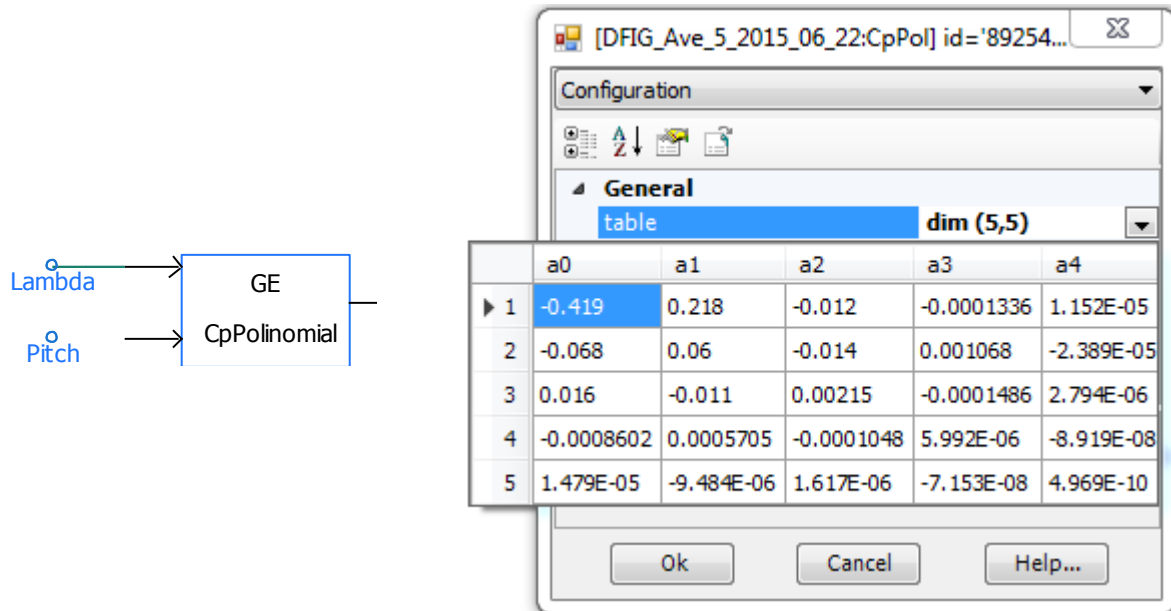 [DFIG_Ave_5_2015_06_22:CpPol] id='89254...
Configuration
General
table dim (5,5)
Lambda
Pitch
GE
CpPolinomial
a0 a1 a2 a3 a4
1 -0.419 0.218 -0.012 -0.0001336 1.152E-05
2 -0.068 0.06 -0.014 0.001068 -2.389E-05
3 0.016 -0.011 0.00215 -0.0001486 2.794E-06
4 -0.0008602 0.0005705 -0.0001048 5.992E-06 -8.919E-08
5 1.479E-05 -9.484E-06 1.617E-06 -7.153E-08 4.969E-10
Ok Cancel Help...